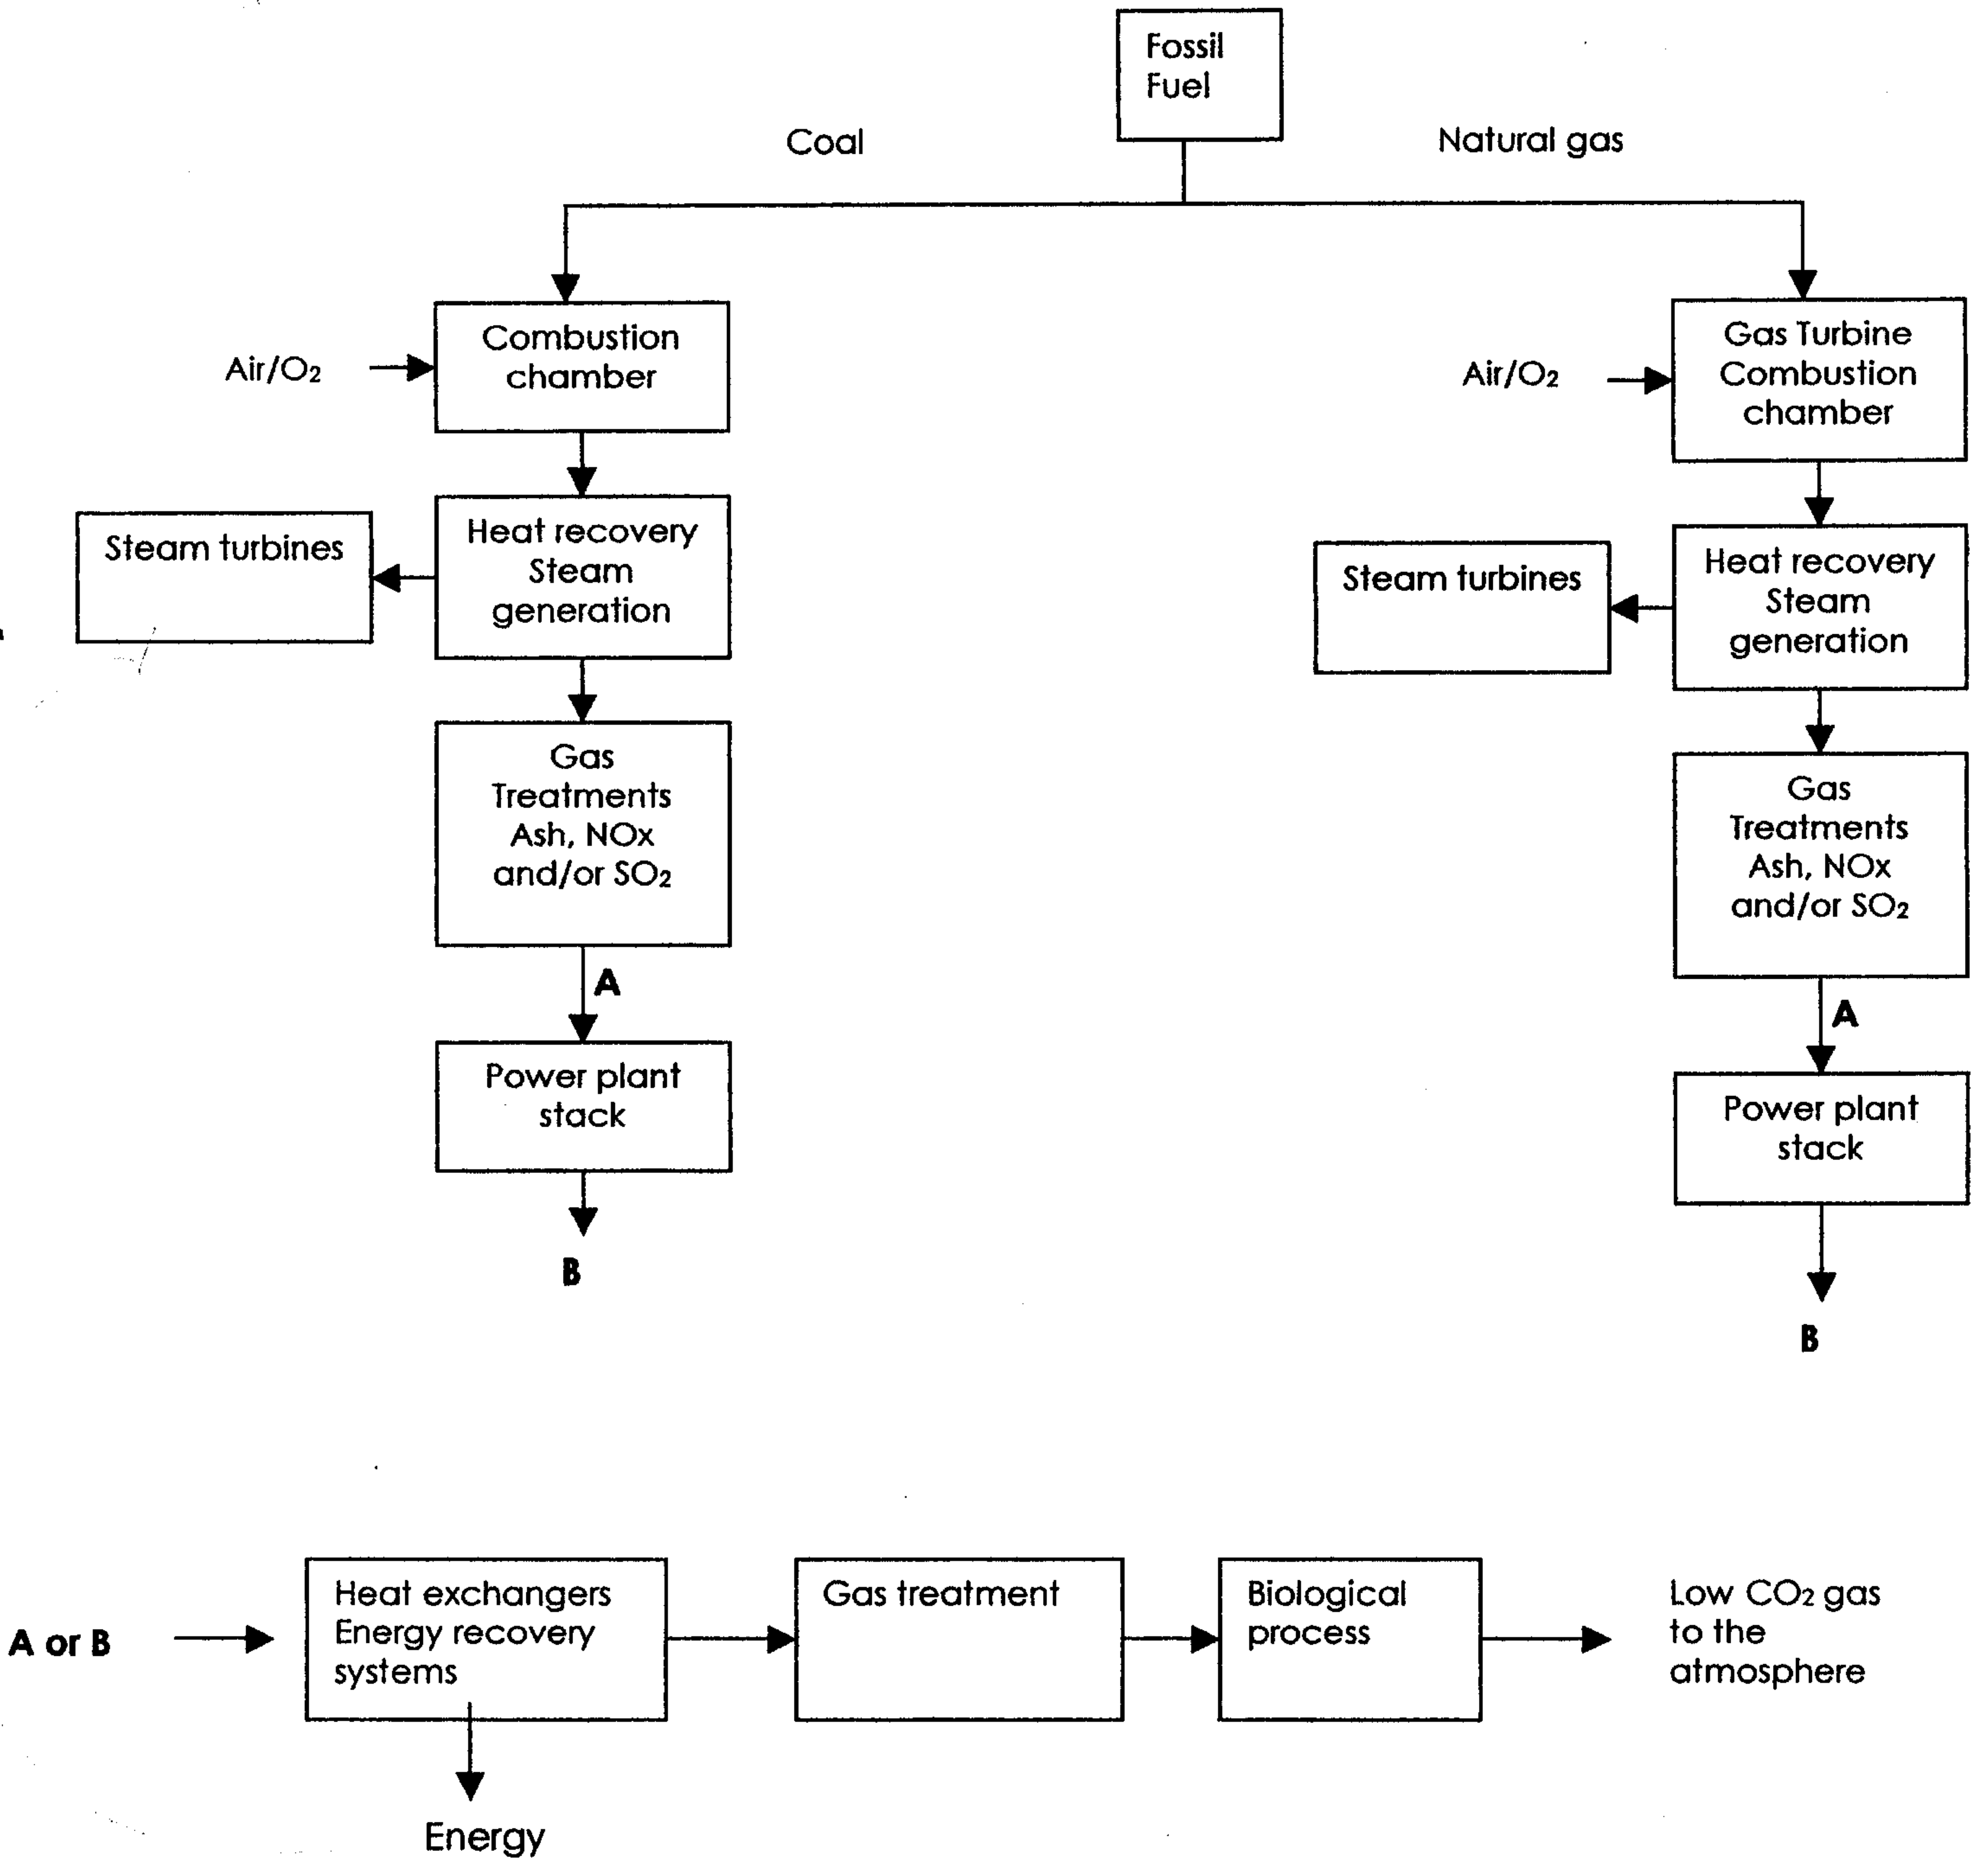 Fossil
Fuel
Coal
Natural gas
Combustion
chamber
Air/O₂
Heat recovery
Steam
generation
Steam turbines
Gas
Treatments
Ash, NOx
and/or SO₂
A
Power plant
stack
B
Gas Turbine
Combustion
chamber
Air/O₂
Heat recovery
Steam
generation
Steam turbines
Gas
Treatments
Ash, NOx
and/or SO₂
A
Power plant
stack
B
A or B
Heat exchangers
Energy recovery
systems
Energy
Gas treatment
Biological
process
Low CO₂ gas
to the
atmosphere